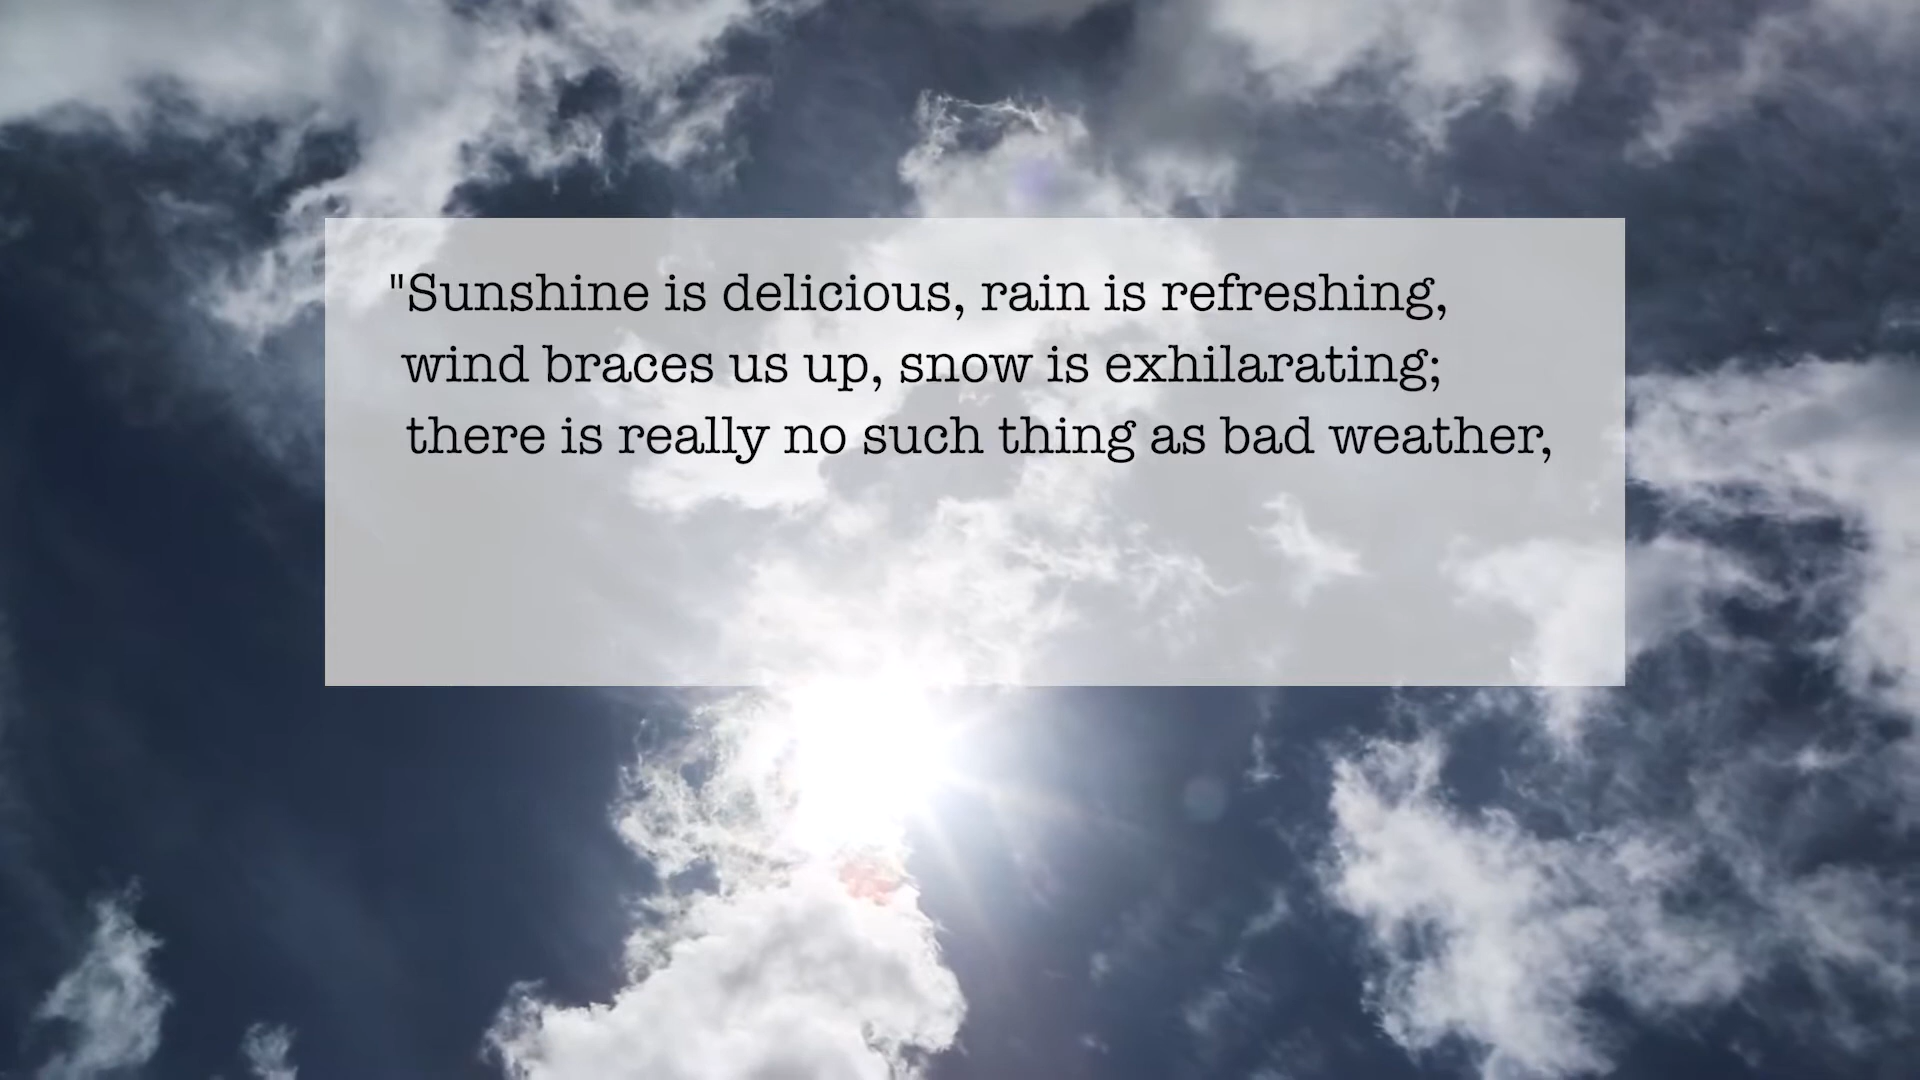 "Sunshine is delicious, rain is refreshing,
wind braces us up, snow is exhilarating;
there is really no such thing as bad weather,